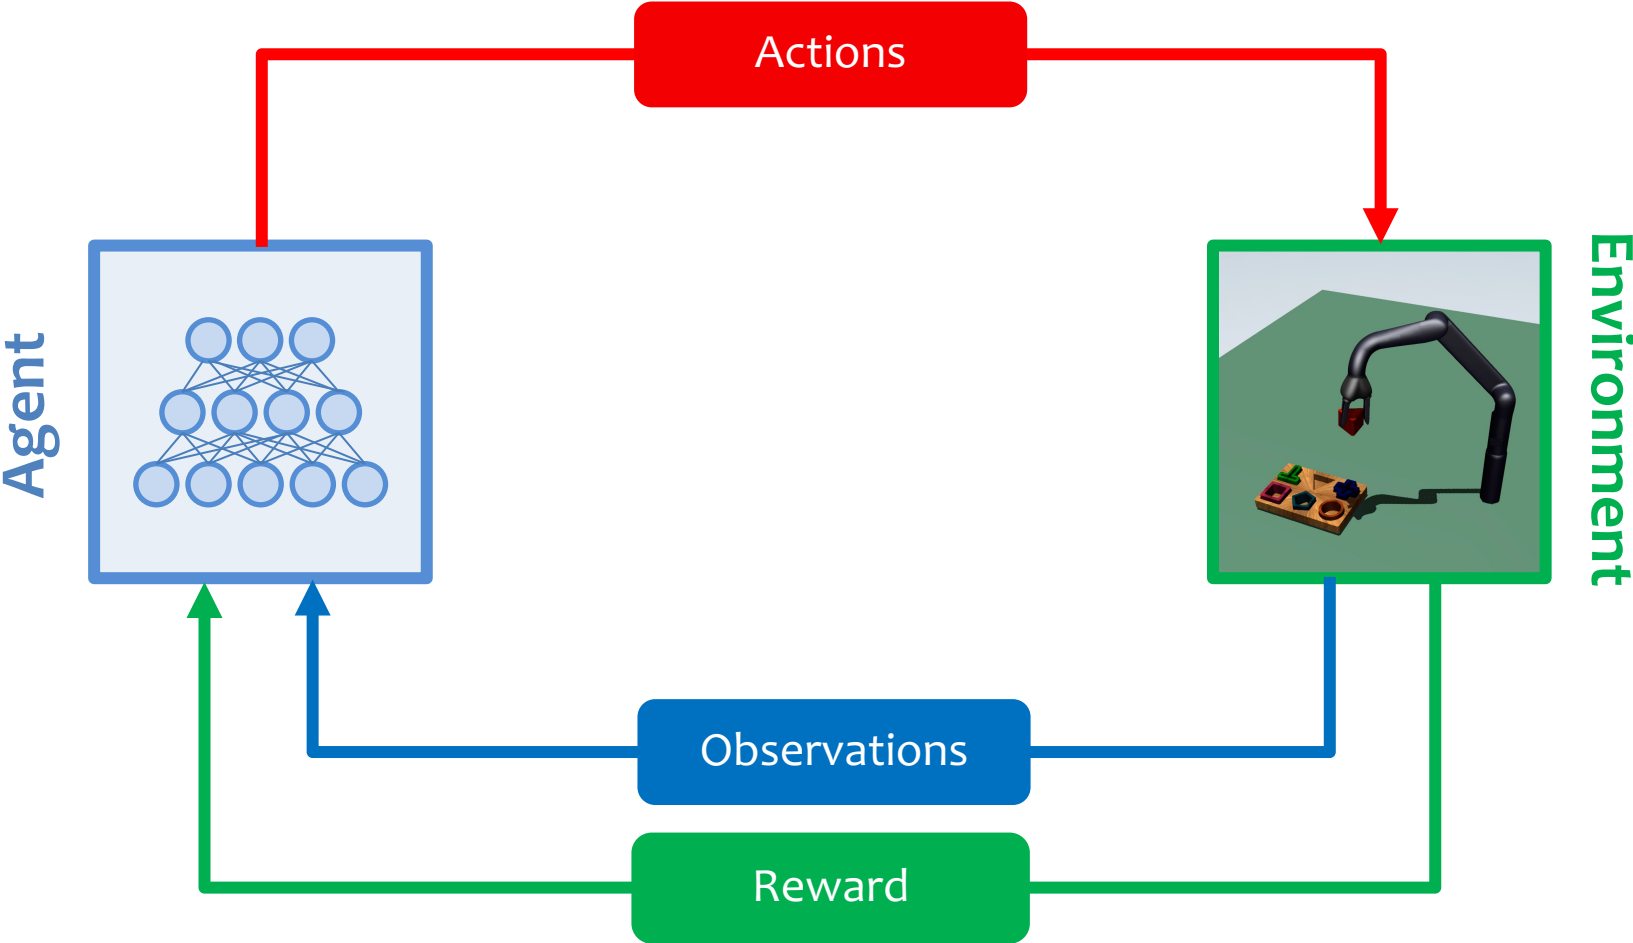 Actions
Agent
Environment
Observations
Reward